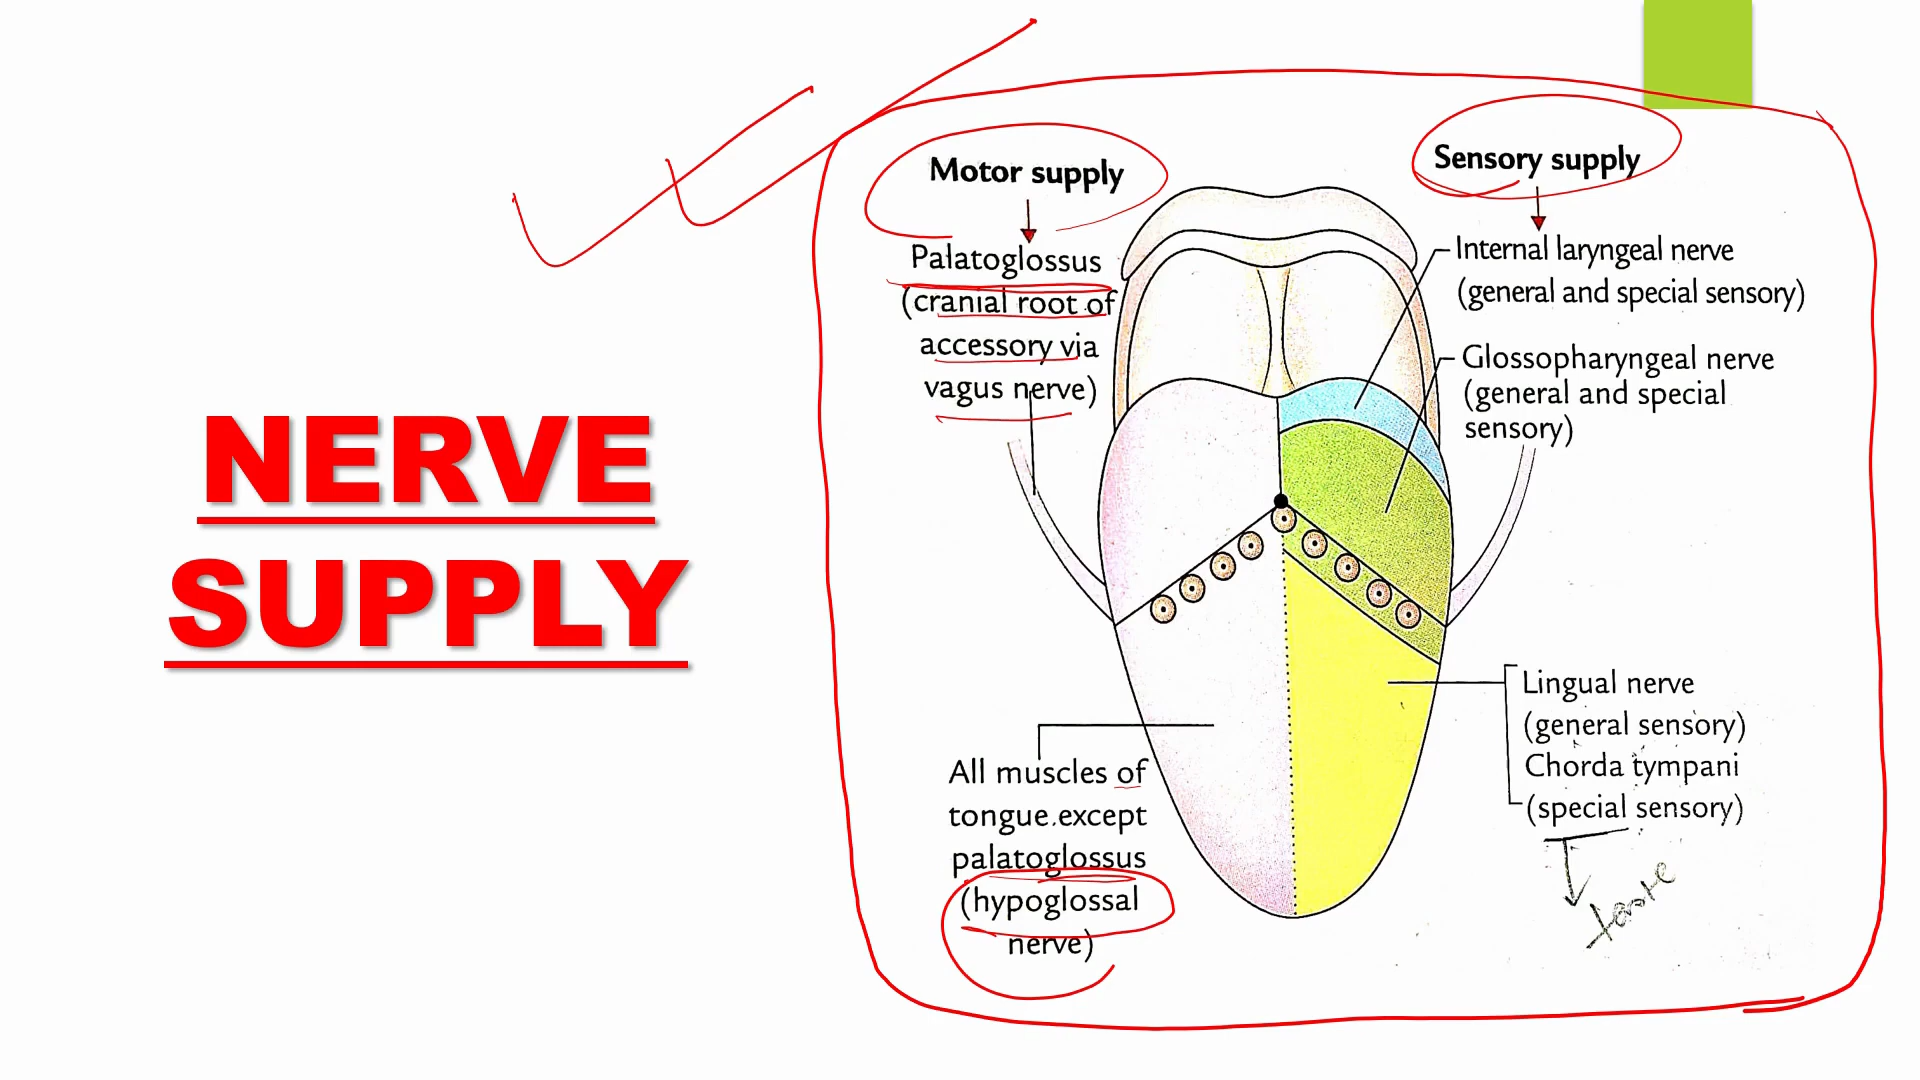 NERVE
SUPPLY
Motor supply
Palatoglossus
(cranial root of
accessory via
vagus nerve)
All muscles of
tongue.except
palatoglossus
(hypoglossal
nerve)
Sensory supply
Internal laryngeal nerve
(general and special sensory)
Glossopharyngeal nerve
(general and special
sensory)
Lingual nerve
(general sensory)
Chorda tympani
(special sensory)
taste